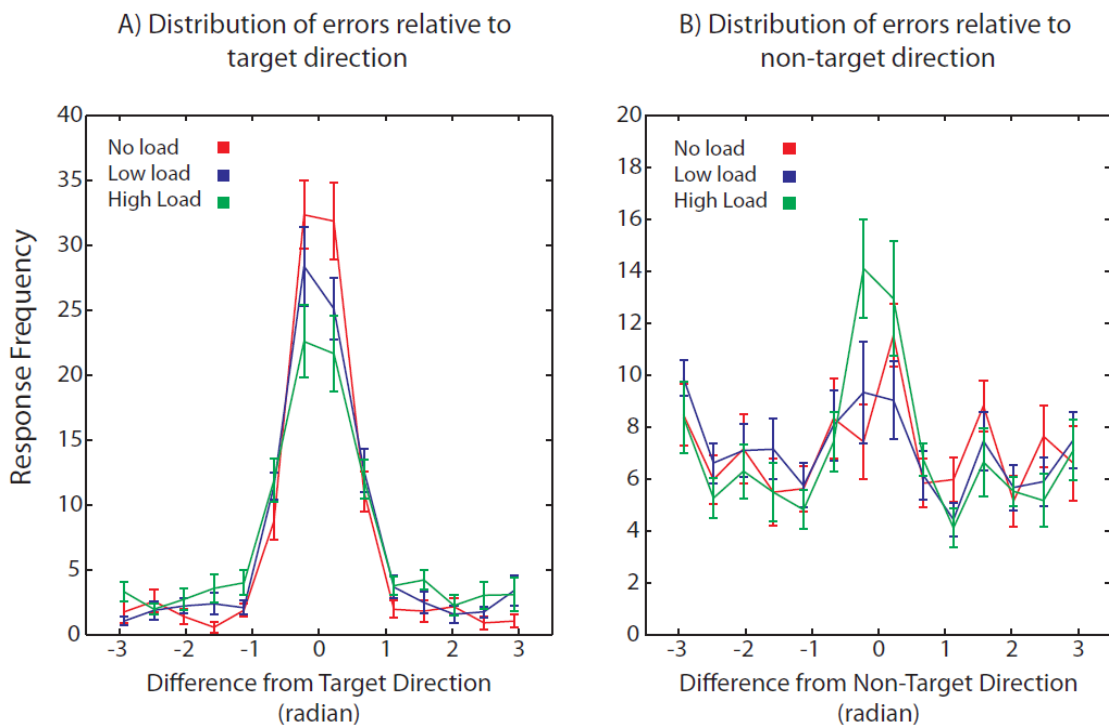 A) Distribution of errors relative to
target direction
B) Distribution of errors relative to
non-target direction
Response Frequency
40
35
30
25
20
15
10
5
0
No load
Low load
High Load
-3
-2
-1
0
1
2
3
Difference from Target Direction
(radian)
20
18
16
14
12
10
8
6
4
2
0
No load
Low load
High Load
-3
-2
-1
0
1
2
3
Difference from Non-Target Direction
(radian)